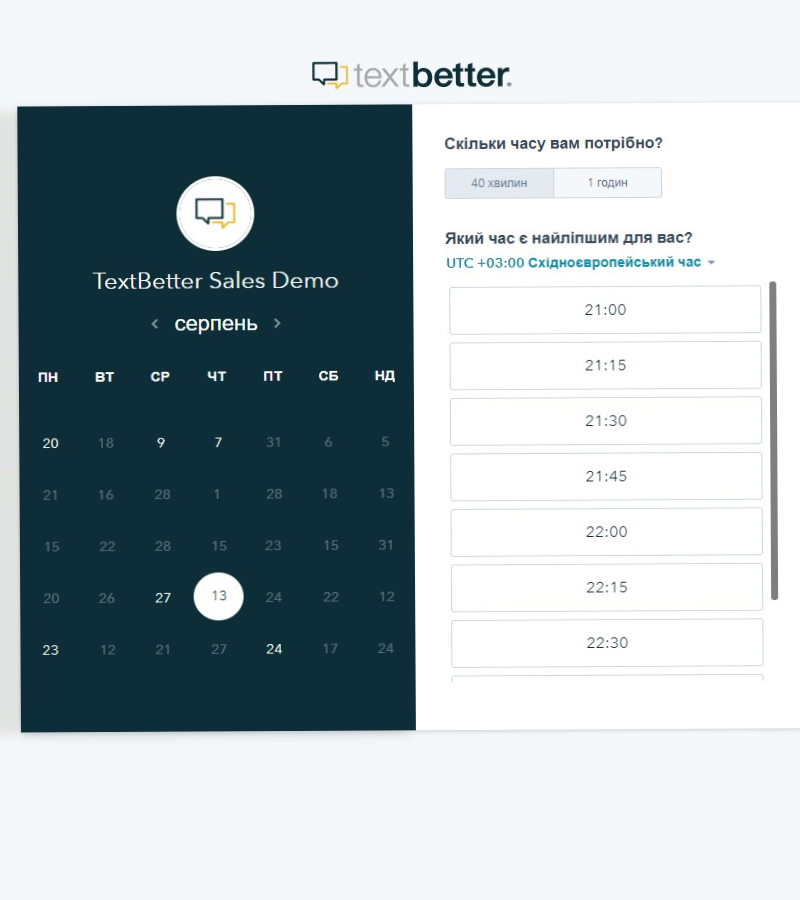 textbetter.
TextBetter Sales Demo
серпень
ПН ВТ СР ЧТ ПТ СБ НД
20 18 9 7 31 6 5
21 16 28 1 28 18 13
15 22 28 15 23 15 31
20 26 27 13 24 22 12
23 12 21 27 24 17 24
Скільки часу вам потрібно?
40 хвилин 1 годин
Який час є найліпшим для вас?
UTC +03:00 Східноєвропейський час
21:00
21:15
21:30
21:45
22:00
22:15
22:30